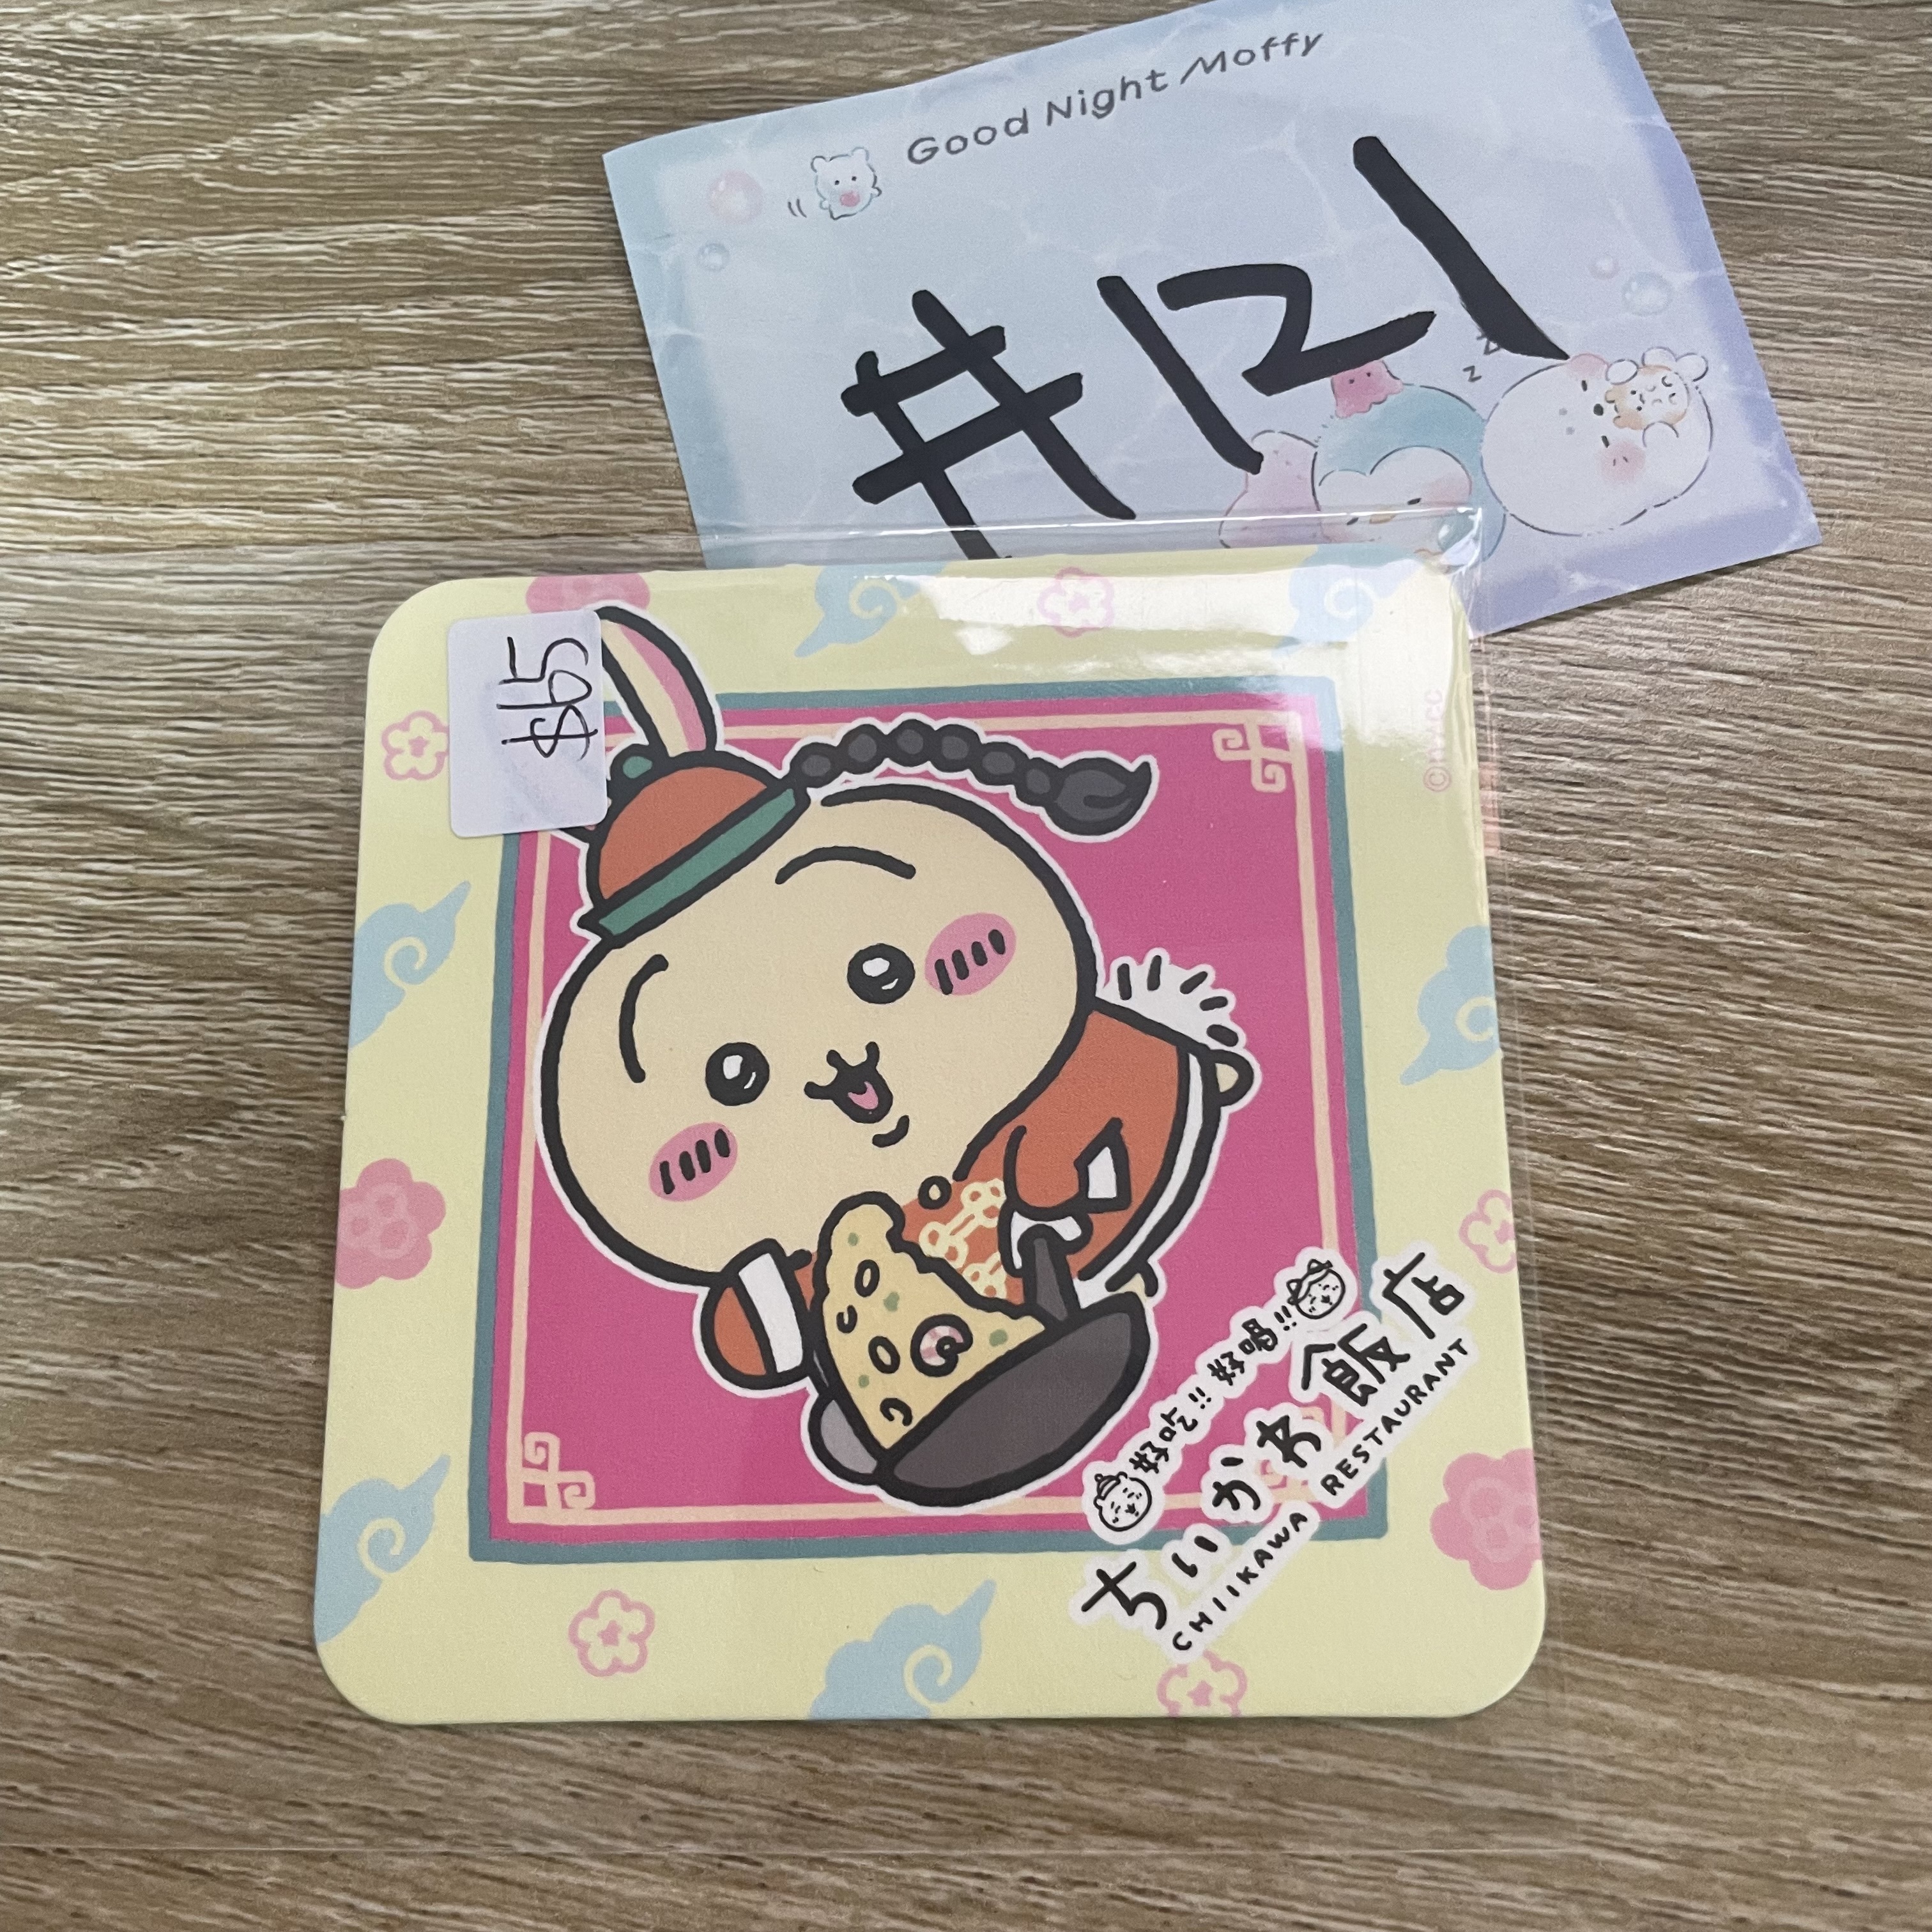 Good Night Moffy
#121
z
z
$65
好吃!! 好喝!!
ちいかわ飯店
CHIIKAWA RESTAURANT